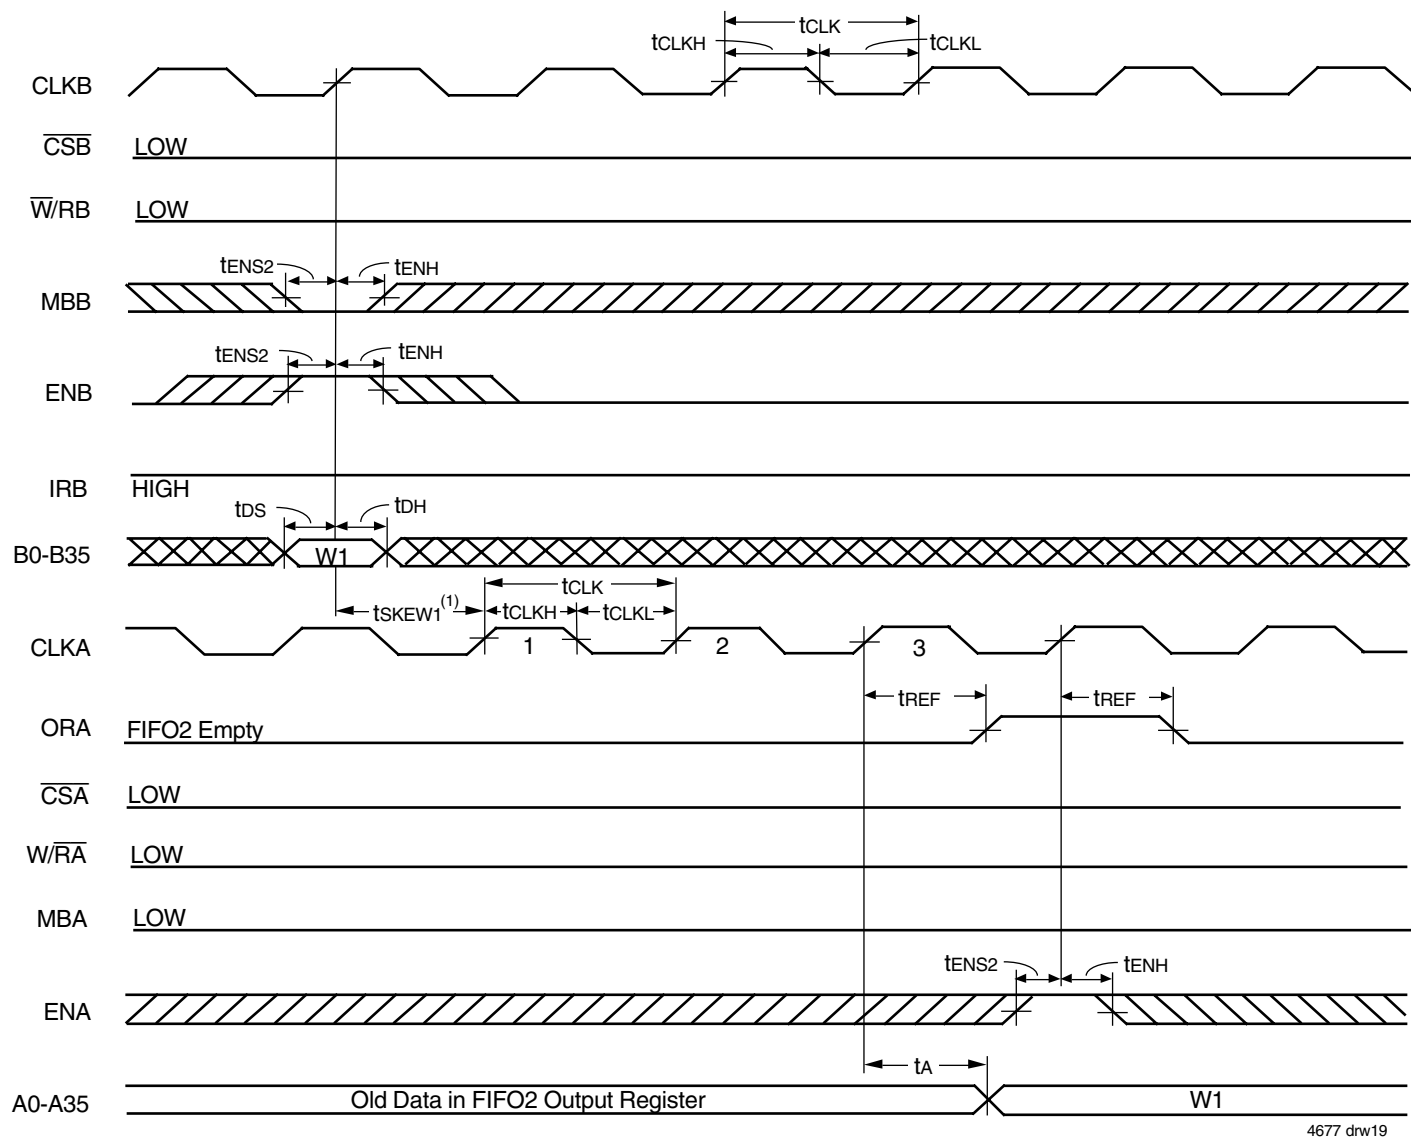 tCLK
tCLKH
tCLKL
CLKB
CSB
LOW
W/RB
LOW
tENS2
tENH
MBB
tENS2
tENH
ENB
IRB
HIGH
tDS
tDH
B0-B35
W1
tCLK
tSKEW1(1)
tCLKH
tCLKL
CLKA
1
2
3
tREF
tREF
ORA
FIFO2 Empty
CSA
LOW
W/RA
LOW
MBA
LOW
tENS2
tENH
ENA
tA
A0-A35
Old Data in FIFO2 Output Register
W1
4677 drw19